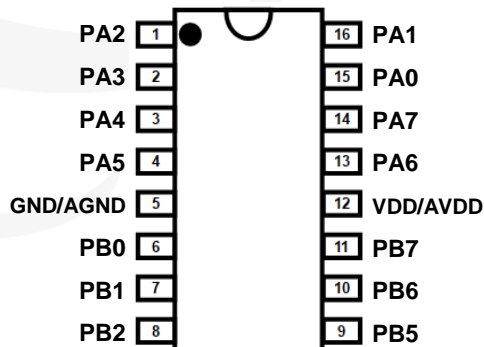 PA2 1 16 PA1
PA3 2 15 PA0
PA4 3 14 PA7
PA5 4 13 PA6
GND/AGND 5 12 VDD/AVDD
PB0 6 11 PB7
PB1 7 10 PB6
PB2 8 9 PB5